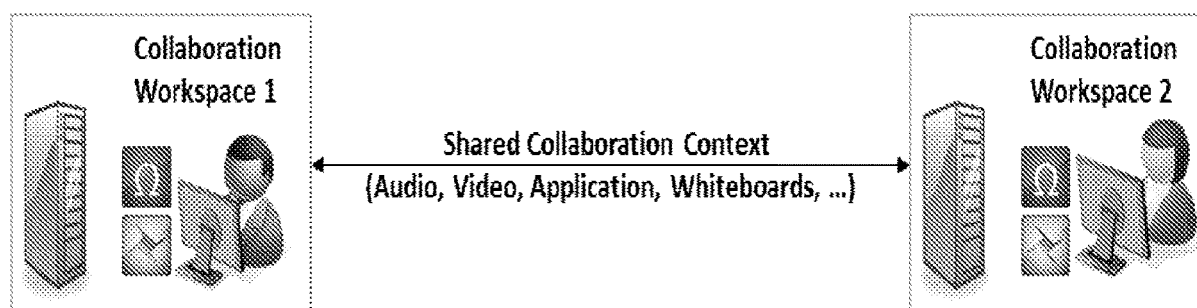 Collaboration
Workspace 1
Shared Collaboration Context
(Audio, Video, Application, Whiteboards, ...)
Collaboration
Workspace 2
Ω
Ω